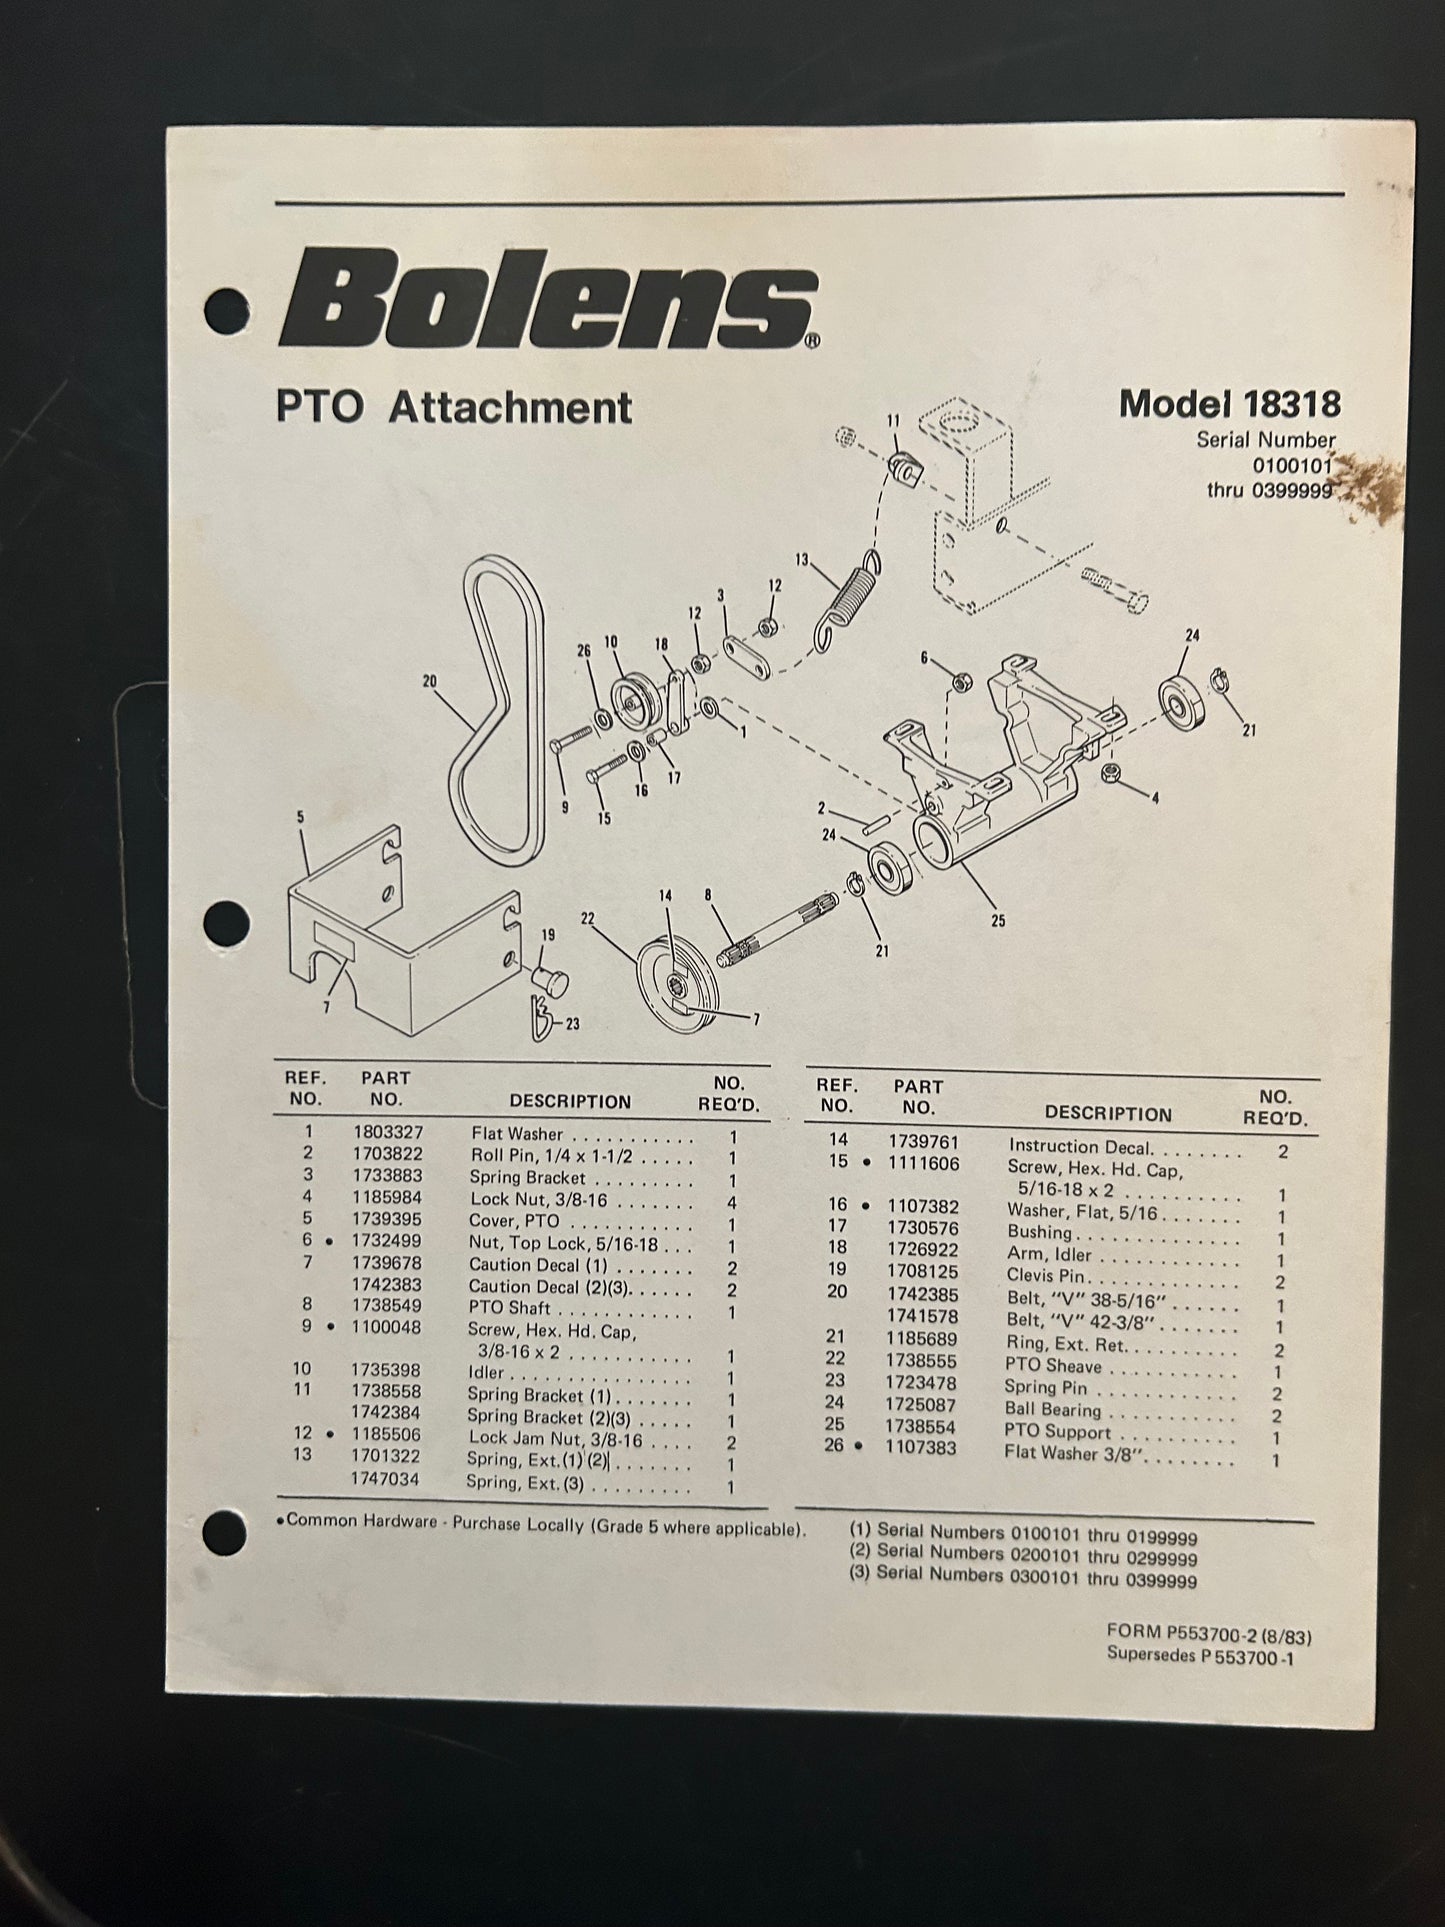 Bolens®
PTO Attachment
Model 18318
Serial Number
0100101
thru 0399999
11
13
12
3
12
24
6
18
10
26
20
21
1
17
16
9
15
4
2
24
5
25
14
8
22
21
19
7
23
7
REF. NO. PART NO. DESCRIPTION NO. REQ'D.
1 1803327 Flat Washer . . . . . . . . . . . 1
2 1703822 Roll Pin, 1/4 x 1-1/2 . . . . . 1
3 1733883 Spring Bracket . . . . . . . . . 1
4 1185984 Lock Nut, 3/8-16 . . . . . . . 4
5 1739395 Cover, PTO . . . . . . . . . . . 1
6 • 1732499 Nut, Top Lock, 5/16-18 . . . 1
7 1739678 Caution Decal (1) . . . . . . . 2
1742383 Caution Decal (2)(3). . . . . . 2
8 1738549 PTO Shaft . . . . . . . . . . . . 1
9 • 1100048 Screw, Hex. Hd. Cap,
3/8-16 x 2 . . . . . . . . . . . 1
10 1735398 Idler . . . . . . . . . . . . . . . . 1
11 1738558 Spring Bracket (1) . . . . . . . 1
1742384 Spring Bracket (2)(3) . . . . . 1
12 • 1185506 Lock Jam Nut, 3/8-16 . . . . 2
13 1701322 Spring, Ext. (1) (2) . . . . . . . 1
1747034 Spring, Ext. (3) . . . . . . . . . 1
REF. NO. PART NO. DESCRIPTION NO. REQ'D.
14 1739761 Instruction Decal. . . . . . . . 2
15 • 1111606 Screw, Hex. Hd. Cap,
5/16-18 x 2 . . . . . . . . . . 1
16 • 1107382 Washer, Flat, 5/16 . . . . . . . 1
17 1730576 Bushing . . . . . . . . . . . . . . 1
18 1726922 Arm, Idler . . . . . . . . . . . . 1
19 1708125 Clevis Pin . . . . . . . . . . . . . 2
20 1742385 Belt, "V" 38-5/16" . . . . . . 1
1741578 Belt, "V" 42-3/8" . . . . . . . 1
21 1185689 Ring, Ext. Ret. . . . . . . . . . 2
22 1738555 PTO Sheave . . . . . . . . . . . 1
23 1723478 Spring Pin . . . . . . . . . . . . 2
24 1725087 Ball Bearing . . . . . . . . . . . 2
25 1738554 PTO Support . . . . . . . . . . 1
26 • 1107383 Flat Washer 3/8" . . . . . . . . 1
•Common Hardware - Purchase Locally (Grade 5 where applicable).
(1) Serial Numbers 0100101 thru 0199999
(2) Serial Numbers 0200101 thru 0299999
(3) Serial Numbers 0300101 thru 0399999
FORM P553700-2 (8/83)
Supersedes P553700-1